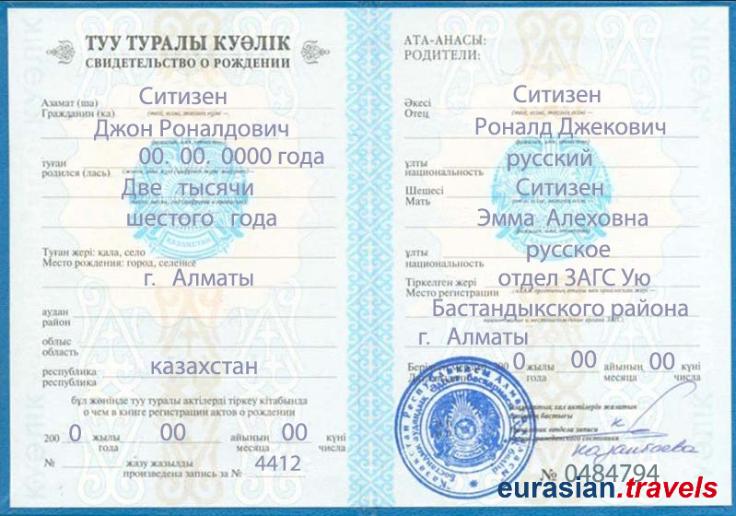 ТУУ ТУРАЛЫ КУӘЛІК
СВИДЕТЕЛЬСТВО О РОЖДЕНИИ
Азамат (ша)
Гражданин (ка)
Ситизен
Джон Роналдович
туған
родился (лась)
00. 00. 0000 года
Две тысячи
шестого года
Туған жері: қала, село
Место рождения: город, селение
г. Алматы
аудан
район
облыс
область
республика
республика
казахстан
бұл жөнінде туу туралы актілерді тіркеу кітабында
о чем в книге регистрации актов о рождении
200 0 жылы 00 айының 00 күні
года месяца числа
№ жазу жазылды
произведена запись за № 4412
АТА-АНАСЫ:
РОДИТЕЛИ:
Әкесі
Отец
Ситизен
Роналд Джекович
ұлты
национальность
русский
Шешесі
Мать
Ситизен
Эмма Алеховна
ұлты
национальность
русское
Тіркелген жері
Место регистрации
отдел ЗАГС Ую
Бастандыкского района
г. Алматы
0 жылы 00 айының 00 күні
года месяца числа
№ 0484794
eurasian.travels